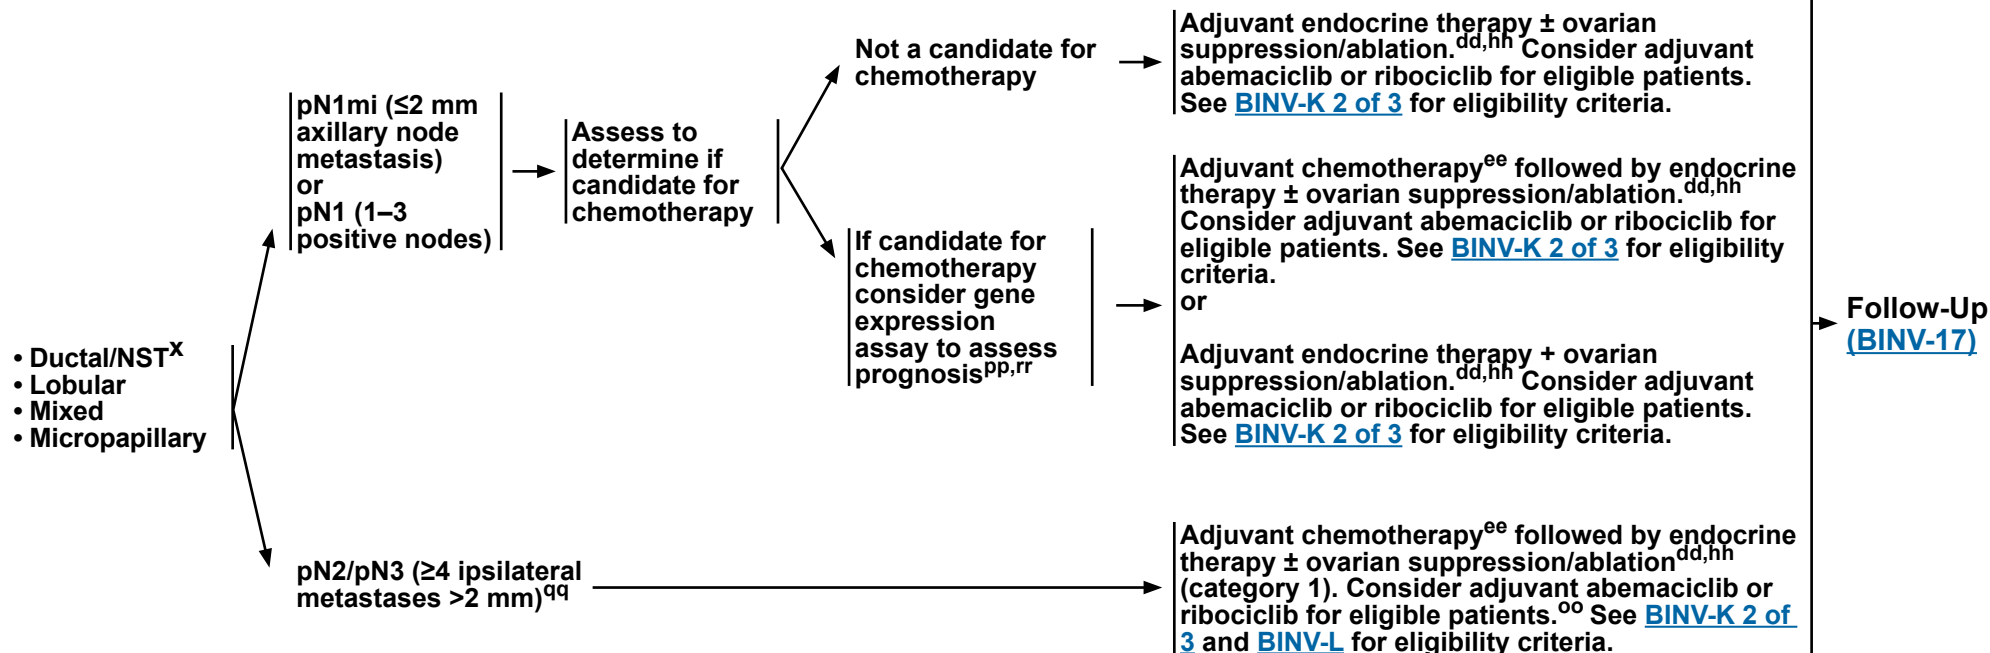 • Ductal/NSTx
• Lobular
• Mixed
• Micropapillary
pN1mi (≤2 mm
axillary node
metastasis)
or
pN1 (1–3
positive nodes)
Assess to
determine if
candidate for
chemotherapy
Not a candidate for
chemotherapy
Adjuvant endocrine therapy ± ovarian
suppression/ablation.dd,hh Consider adjuvant
abemaciclib or ribociclib for eligible patients.
See BINV-K 2 of 3 for eligibility criteria.
If candidate for
chemotherapy
consider gene
expression
assay to assess
prognosispp,rr
Adjuvant chemotherapyee followed by endocrine
therapy ± ovarian suppression/ablation.dd,hh
Consider adjuvant abemaciclib or ribociclib for
eligible patients. See BINV-K 2 of 3 for eligibility
criteria.
or
Adjuvant endocrine therapy + ovarian
suppression/ablation.dd,hh Consider adjuvant
abemaciclib or ribociclib for eligible patients.
See BINV-K 2 of 3 for eligibility criteria.
pN2/pN3 (≥4 ipsilateral
metastases >2 mm)qq
Adjuvant chemotherapyee followed by endocrine
therapy ± ovarian suppression/ablationdd,hh
(category 1). Consider adjuvant abemaciclib or
ribociclib for eligible patients.oo See BINV-K 2 of
3 and BINV-L for eligibility criteria.
Follow-Up
(BINV-17)